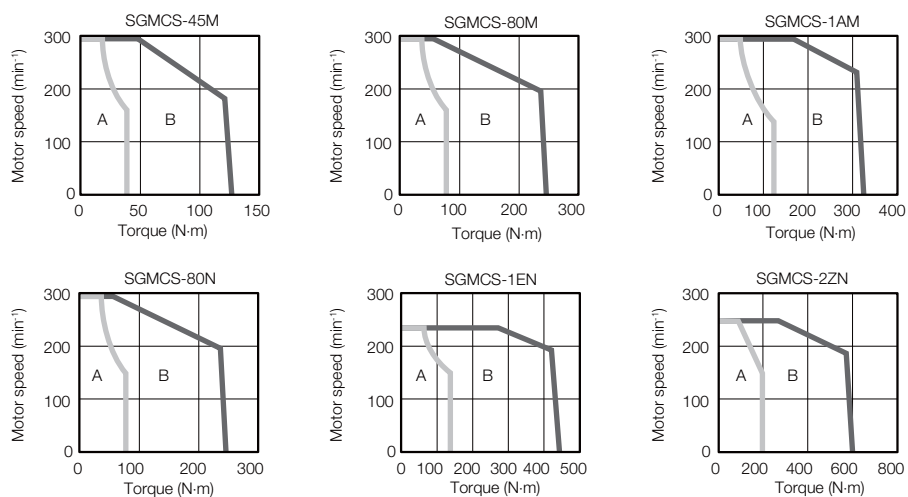 SGMCS-45M
Motor speed (min⁻¹)
300
200
100
0
A
B
0 50 100 150
Torque (N·m)
SGMCS-80M
Motor speed (min⁻¹)
300
200
100
0
A
B
0 100 200 300
Torque (N·m)
SGMCS-1AM
Motor speed (min⁻¹)
300
200
100
0
A
B
0 100 200 300 400
Torque (N·m)
SGMCS-80N
Motor speed (min⁻¹)
300
200
100
0
A
B
0 100 200 300
Torque (N·m)
SGMCS-1EN
Motor speed (min⁻¹)
300
200
100
0
A
B
0 100 200 300 400 500
Torque (N·m)
SGMCS-2ZN
Motor speed (min⁻¹)
300
200
100
0
A
B
0 200 400 600 800
Torque (N·m)